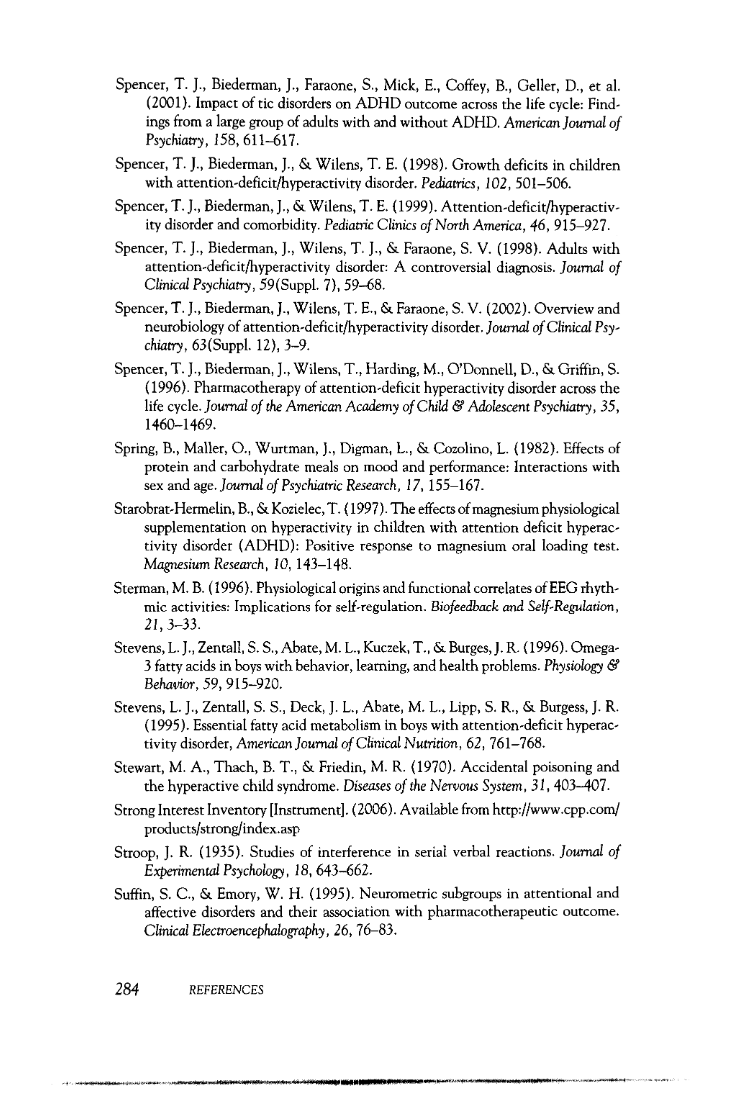 Spencer, T. J., Biederman, J., Faraone, S., Mick, E., Coffey, B., Geller, D., et al.
(2001). Impact of tic disorders on ADHD outcome across the life cycle: Find-
ings from a large group of adults with and without ADHD. American Journal of
Psychiatry, 158, 611–617.
Spencer, T. J., Biederman, J., & Wilens, T. E. (1998). Growth deficits in children
with attention-deficit/hyperactivity disorder. Pediatrics, 102, 501–506.
Spencer, T. J., Biederman, J., & Wilens, T. E. (1999). Attention-deficit/hyperactiv-
ity disorder and comorbidity. Pediatric Clinics of North America, 46, 915–927.
Spencer, T. J., Biederman, J., Wilens, T. J., & Faraone, S. V. (1998). Adults with
attention-deficit/hyperactivity disorder: A controversial diagnosis. Journal of
Clinical Psychiatry, 59(Suppl. 7), 59–68.
Spencer, T. J., Biederman, J., Wilens, T. E., & Faraone, S. V. (2002). Overview and
neurobiology of attention-deficit/hyperactivity disorder. Journal of Clinical Psy-
chiatry, 63(Suppl. 12), 3–9.
Spencer, T. J., Biederman, J., Wilens, T., Harding, M., O'Donnell, D., & Griffin, S.
(1996). Pharmacotherapy of attention-deficit hyperactivity disorder across the
life cycle. Journal of the American Academy of Child & Adolescent Psychiatry, 35,
1460–1469.
Spring, B., Maller, O., Wurtman, J., Digman, L., & Cozolino, L. (1982). Effects of
protein and carbohydrate meals on mood and performance: Interactions with
sex and age. Journal of Psychiatric Research, 17, 155–167.
Starobrat-Hermelin, B., & Kozielec, T. (1997). The effects of magnesium physiological
supplementation on hyperactivity in children with attention deficit hyperac-
tivity disorder (ADHD): Positive response to magnesium oral loading test.
Magnesium Research, 10, 143–148.
Sterman, M. B. (1996). Physiological origins and functional correlates of EEG rhyth-
mic activities: Implications for self-regulation. Biofeedback and Self-Regulation,
21, 3–33.
Stevens, L. J., Zentall, S. S., Abate, M. L., Kuczek, T., & Burges, J. R. (1996). Omega-
3 fatty acids in boys with behavior, learning, and health problems. Physiology &
Behavior, 59, 915–920.
Stevens, L. J., Zentall, S. S., Deck, J. L., Abate, M. L., Lipp, S. R., & Burgess, J. R.
(1995). Essential fatty acid metabolism in boys with attention-deficit hyperac-
tivity disorder, American Journal of Clinical Nutrition, 62, 761–768.
Stewart, M. A., Thach, B. T., & Friedin, M. R. (1970). Accidental poisoning and
the hyperactive child syndrome. Diseases of the Nervous System, 31, 403–407.
Strong Interest Inventory [Instrument]. (2006). Available from http://www.cpp.com/
products/strong/index.asp
Stroop, J. R. (1935). Studies of interference in serial verbal reactions. Journal of
Experimental Psychology, 18, 643–662.
Suffin, S. C., & Emory, W. H. (1995). Neurometric subgroups in attentional and
affective disorders and their association with pharmacotherapeutic outcome.
Clinical Electroencephalography, 26, 76–83.
284 REFERENCES